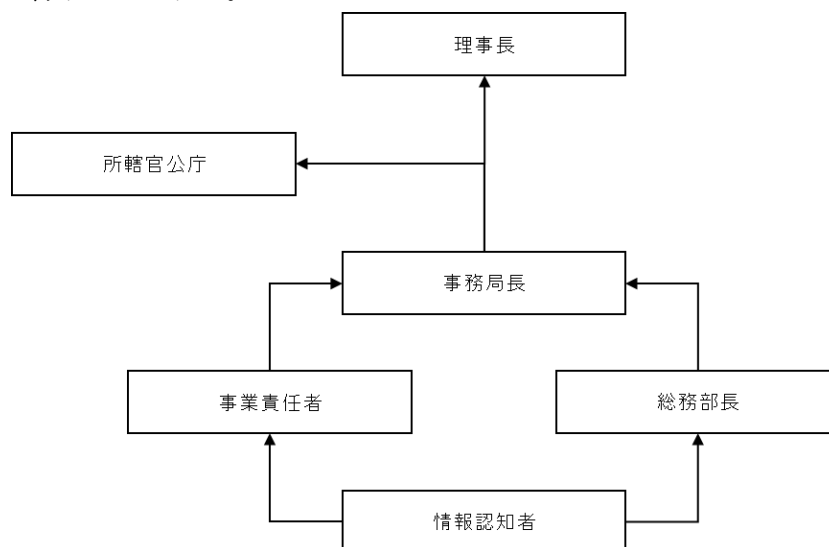 理事長
所轄官公庁
事務局長
事業責任者
総務部長
情報認知者